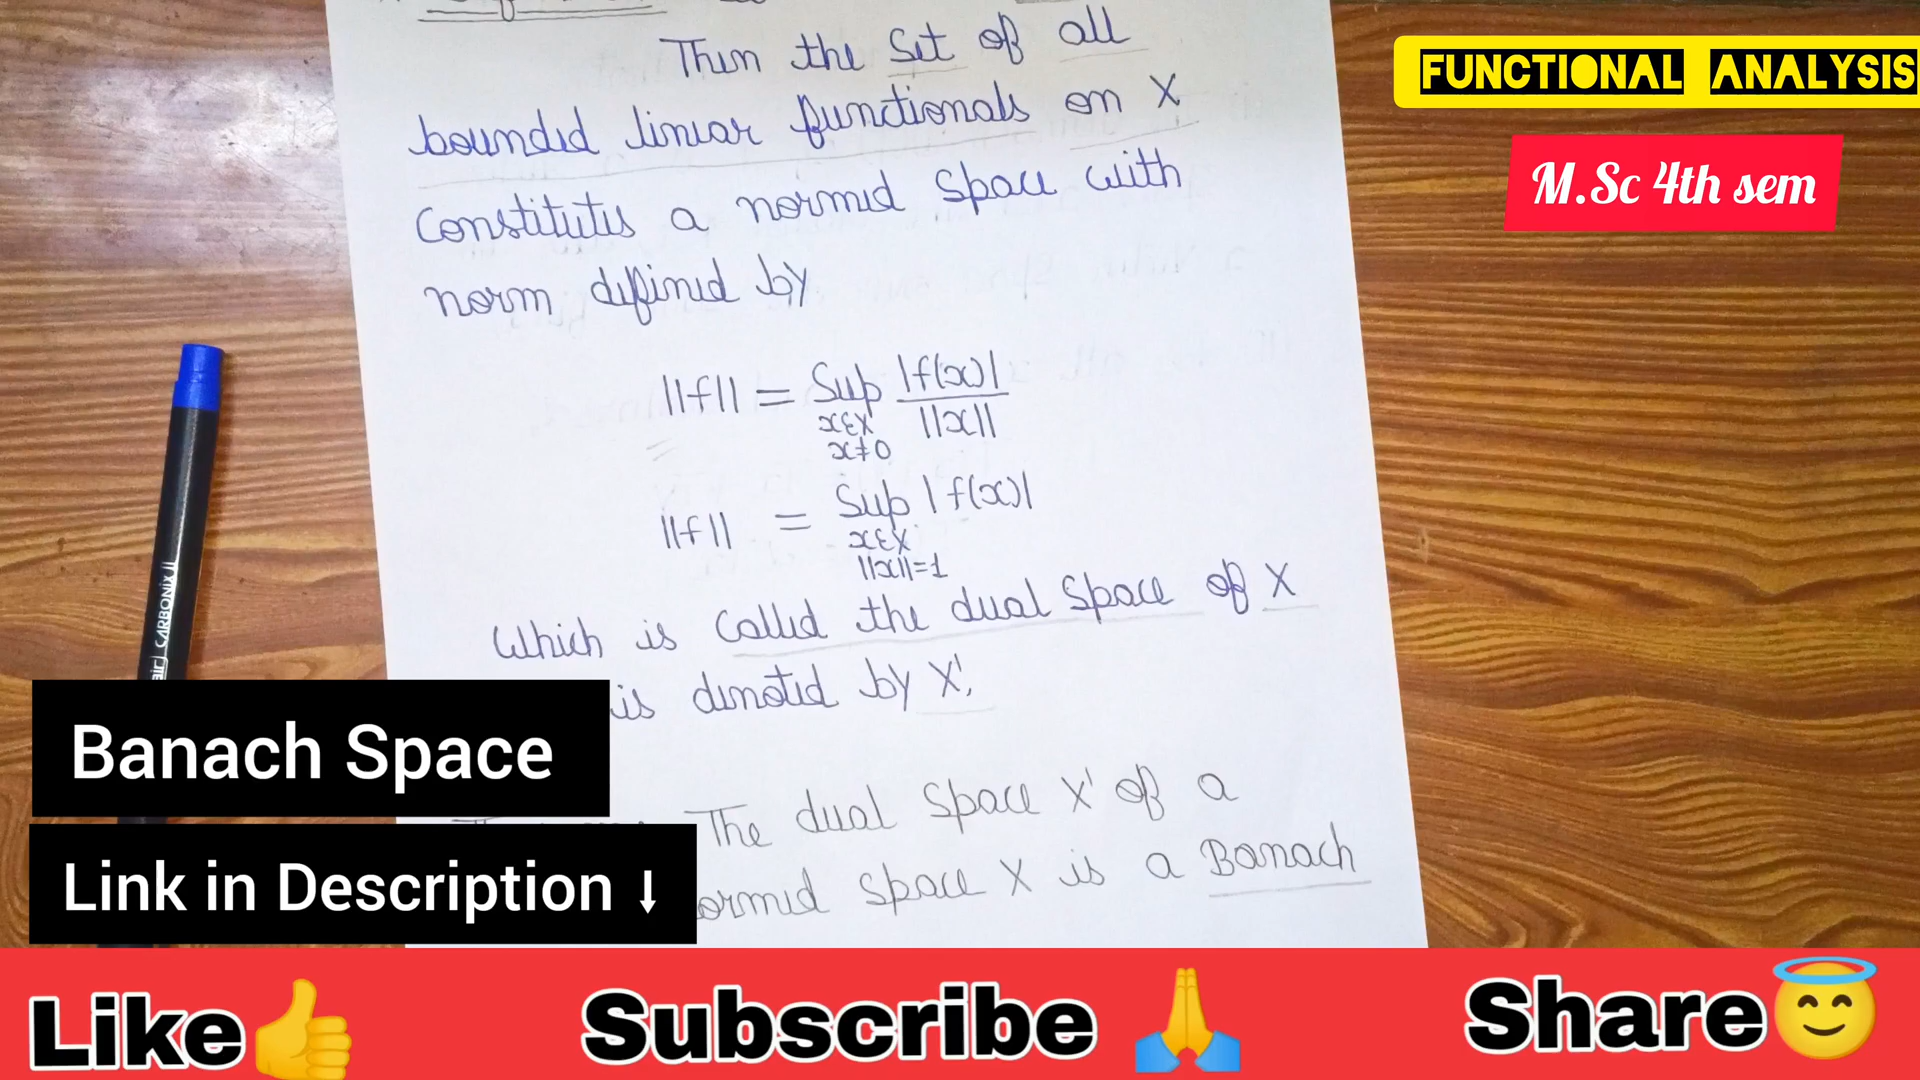 Then the Set of all
bounded linear functionals on X
Constitutes a normed Space with
norm defined by
||f|| = Sup |f(x)| / ||x||
x∈X
x≠0
||f|| = Sup |f(x)|
x∈X
||x||=1
Which is Called the dual Space of X
is denoted by X'.
The dual Space X' of a
ormed Space X is a Banach
FUNCTIONAL ANALYSIS
M.Sc 4th sem
CARBONIX
Banach Space
Link in Description ↓
Like👍
Subscribe 🙏
Share😇